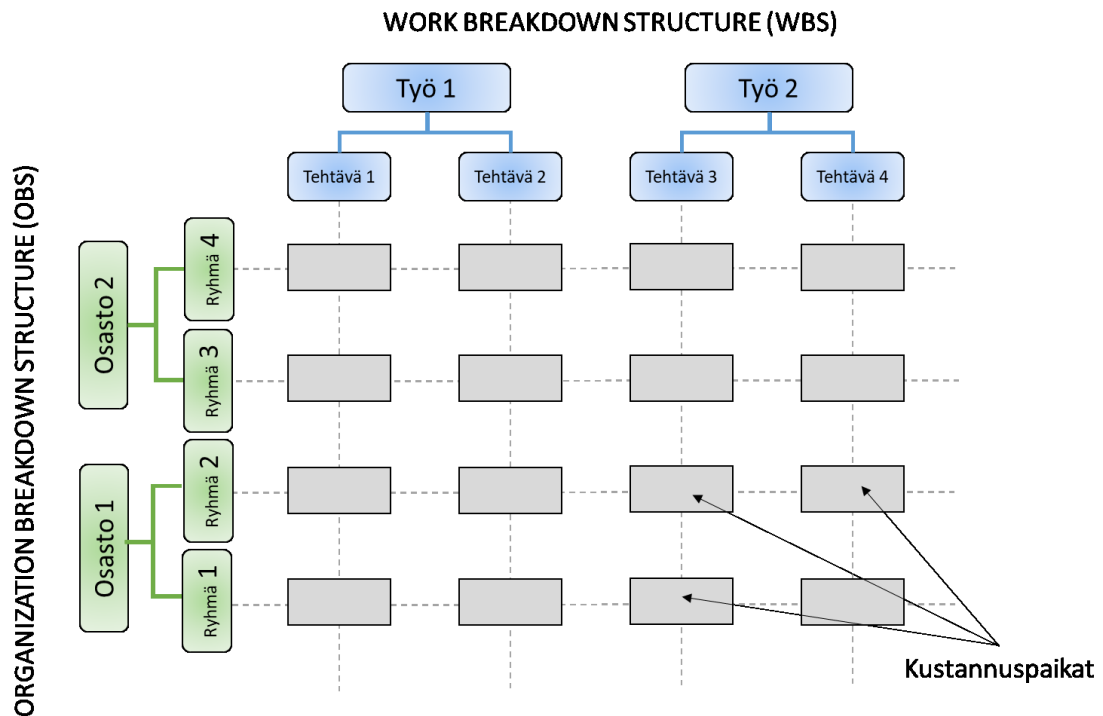 WORK BREAKDOWN STRUCTURE (WBS)
Työ 1
Työ 2
Tehtävä 1
Tehtävä 2
Tehtävä 3
Tehtävä 4
ORGANIZATION BREAKDOWN STRUCTURE (OBS)
Osasto 2
Ryhmä 4
Ryhmä 3
Osasto 1
Ryhmä 2
Ryhmä 1
Kustannuspaikat